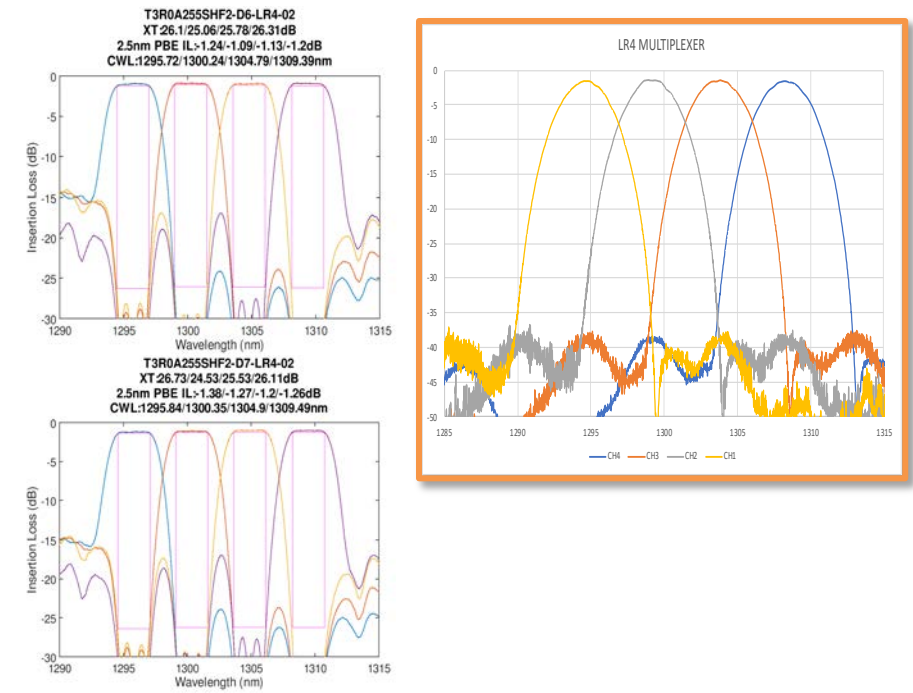 T3R0A255SHF2-D6-LR4-02
XT:26.1/25.06/25.78/26.31dB
2.5nm PBE IL:-1.24/-1.09/-1.13/-1.2dB
CWL:1295.72/1300.24/1304.79/1309.39nm
0
-5
-10
-15
-20
-25
-30
Insertion Loss (dB)
1290 1295 1300 1305 1310 1315
Wavelength (nm)
T3R0A255SHF2-D7-LR4-02
XT:26.73/24.53/25.53/26.11dB
2.5nm PBE IL:-1.38/-1.27/-1.2/-1.26dB
CWL:1295.84/1300.35/1304.9/1309.49nm
0
-5
-10
-15
-20
-25
-30
Insertion Loss (dB)
1290 1295 1300 1305 1310 1315
Wavelength (nm)
LR4 MULTIPLEXER
0
-5
-10
-15
-20
-25
-30
-35
-40
-45
-50
1285 1290 1295 1300 1305 1310 1315
CH4 CH3 CH2 CH1